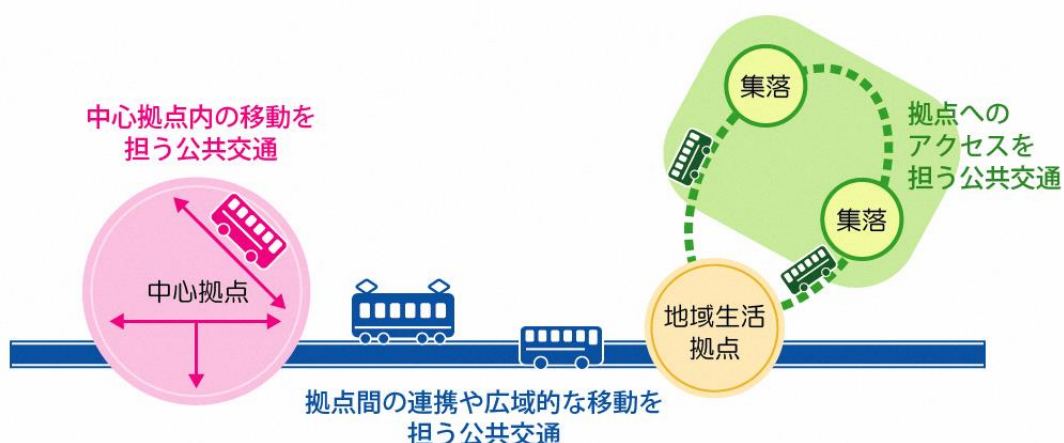 中心拠点内の移動を
担う公共交通
中心拠点
拠点間の連携や広域的な移動を
担う公共交通
地域生活
拠点
集落
集落
拠点への
アクセスを
担う公共交通